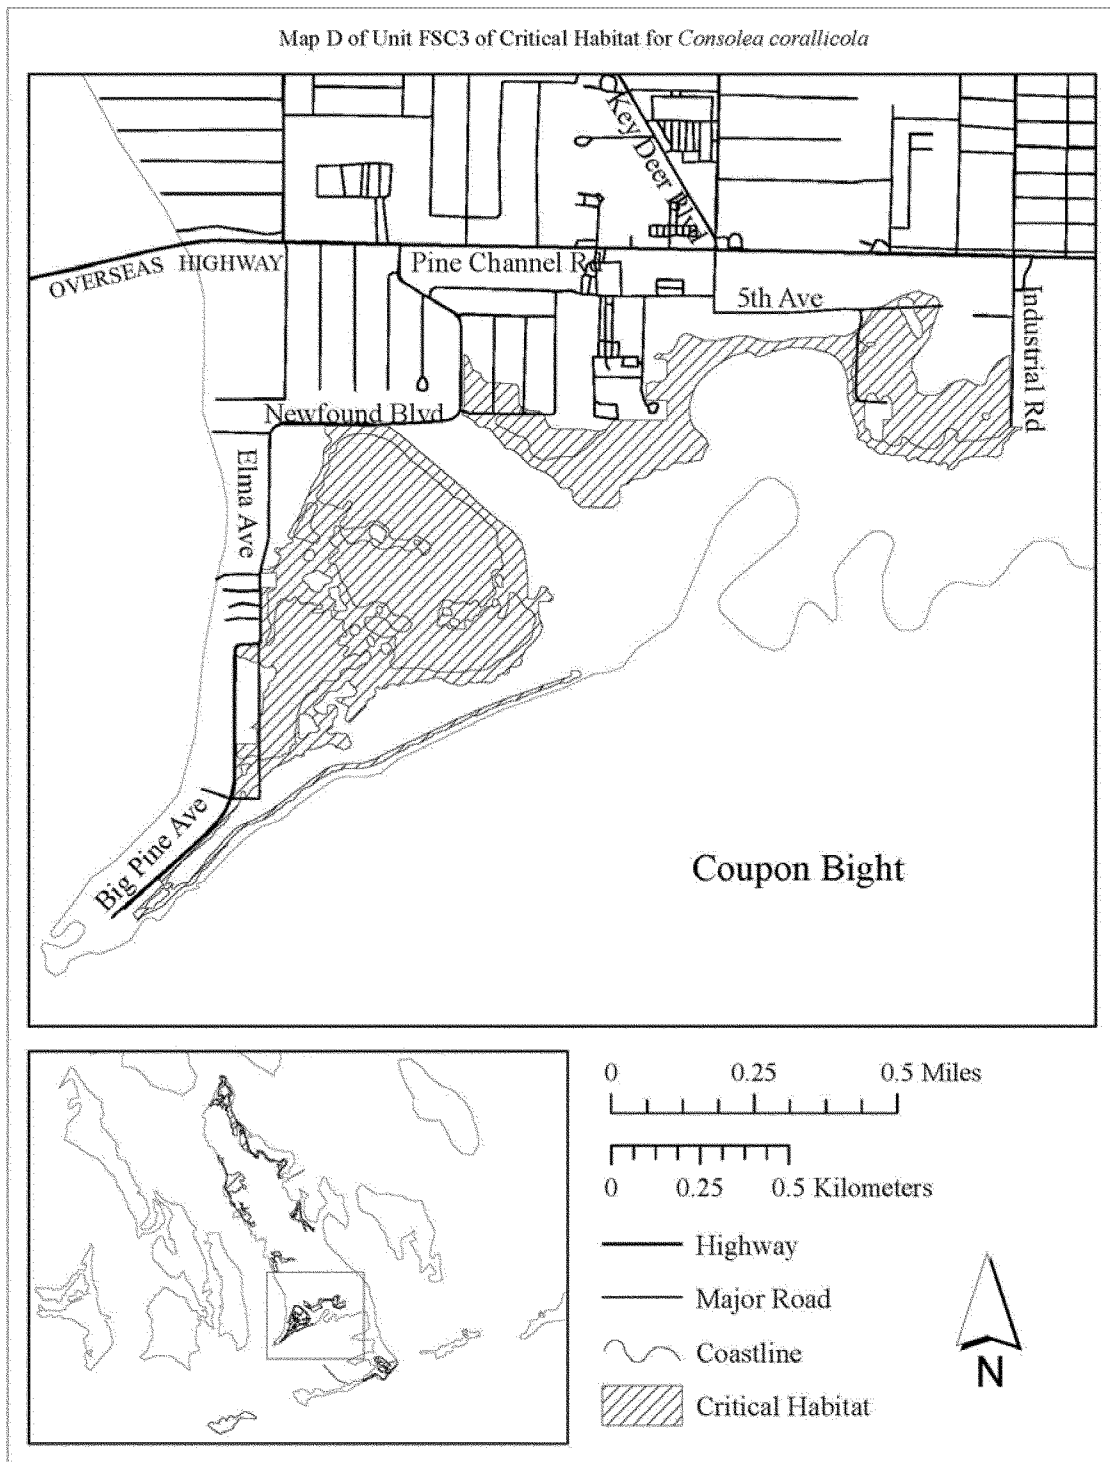 Map D of Unit FSC3 of Critical Habitat for Consolea corallicola
Key Deer Blvd
OVERSEAS HIGHWAY
Pine Channel Rd
5th Ave
Industrial Rd
Newfound Blvd
Elma Ave
Big Pine Ave
Coupon Bight
0 0.25 0.5 Miles
0 0.25 0.5 Kilometers
Highway
Major Road
Coastline
Critical Habitat
N